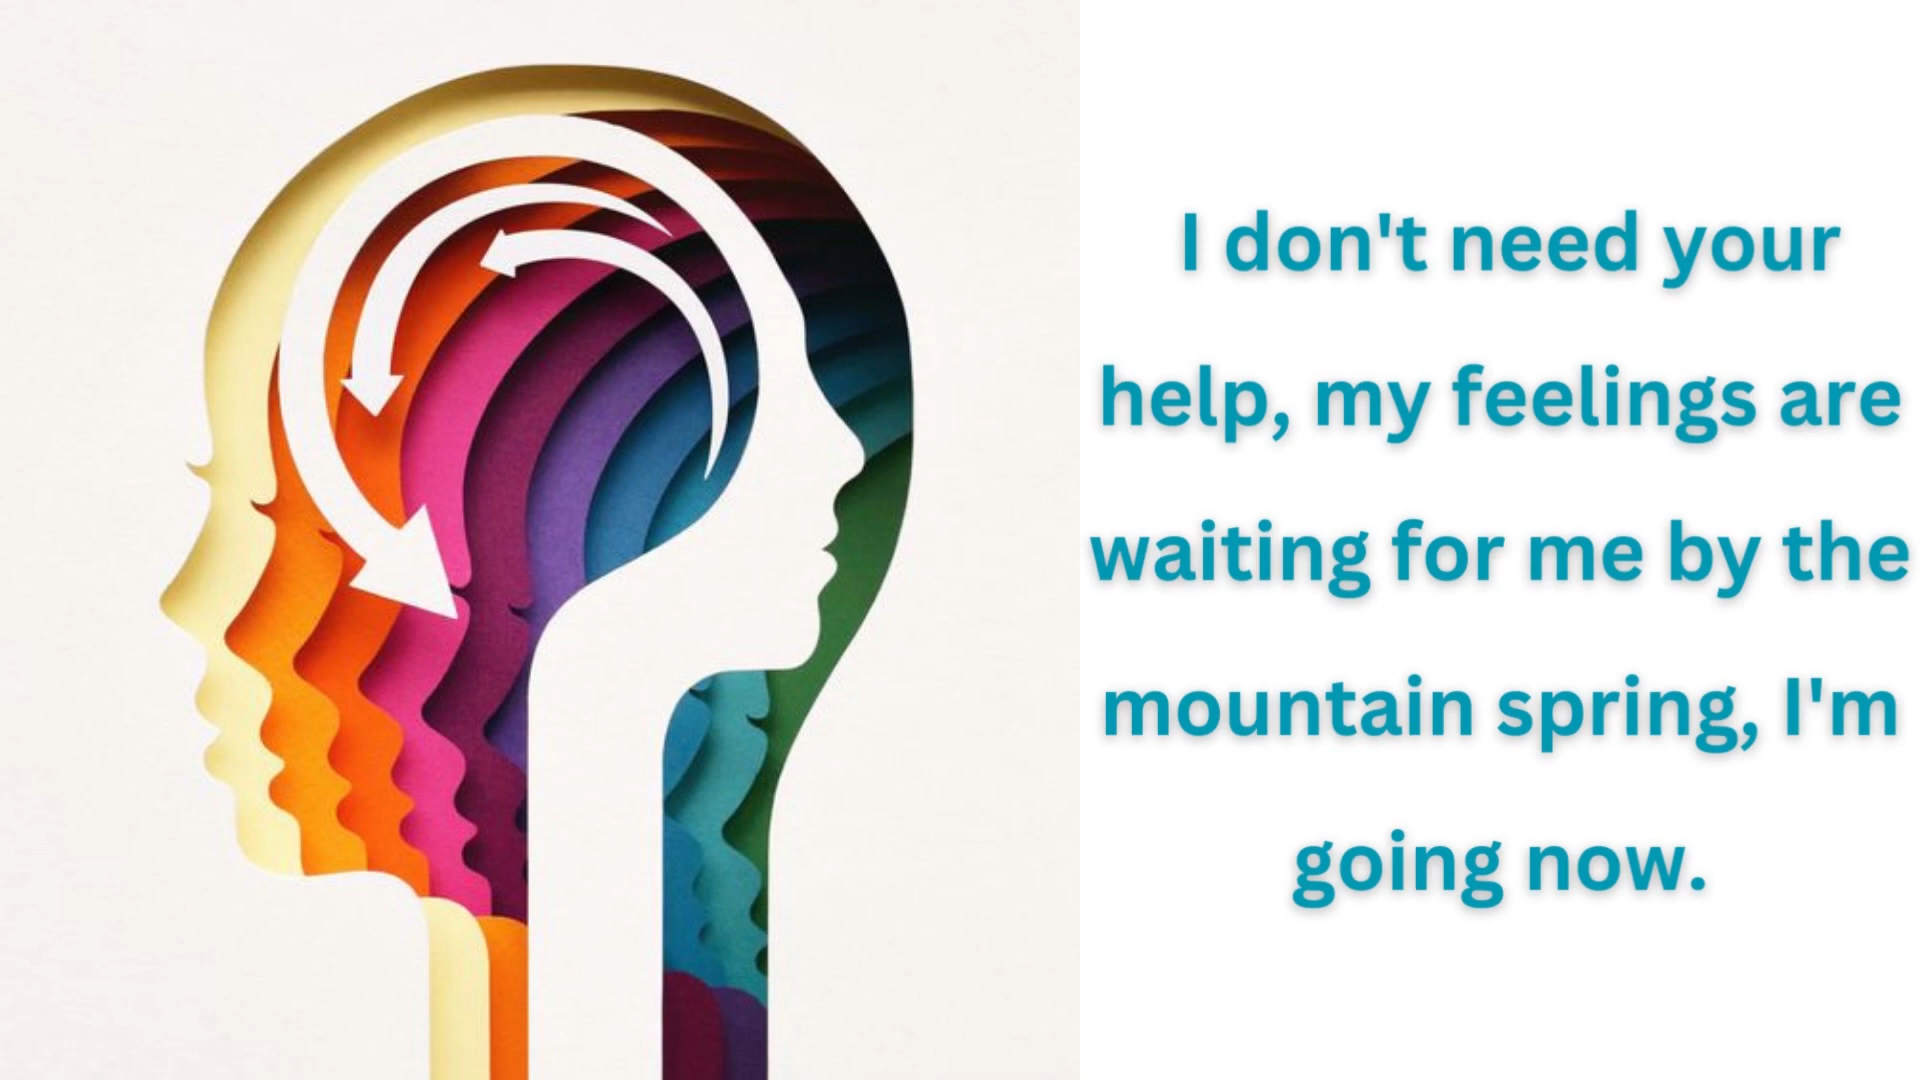 I don't need your
help, my feelings are
waiting for me by the
mountain spring, I'm
going now.